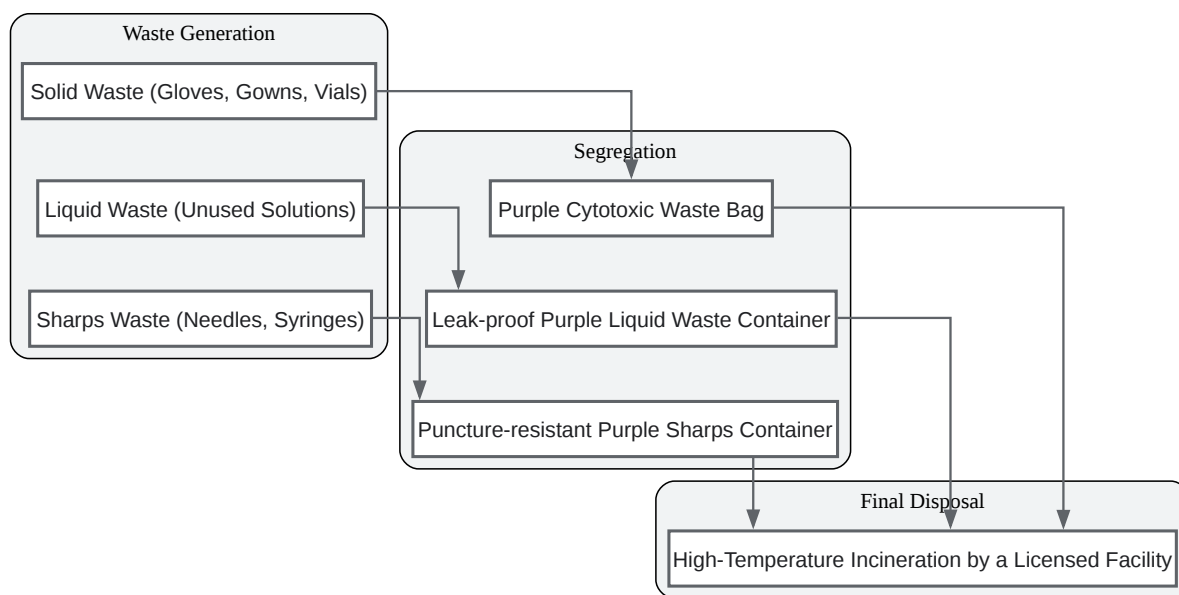 Waste Generation
Solid Waste (Gloves, Gowns, Vials)
Liquid Waste (Unused Solutions)
Sharps Waste (Needles, Syringes)
Segregation
Purple Cytotoxic Waste Bag
Leak-proof Purple Liquid Waste Container
Puncture-resistant Purple Sharps Container
Final Disposal
High-Temperature Incineration by a Licensed Facility